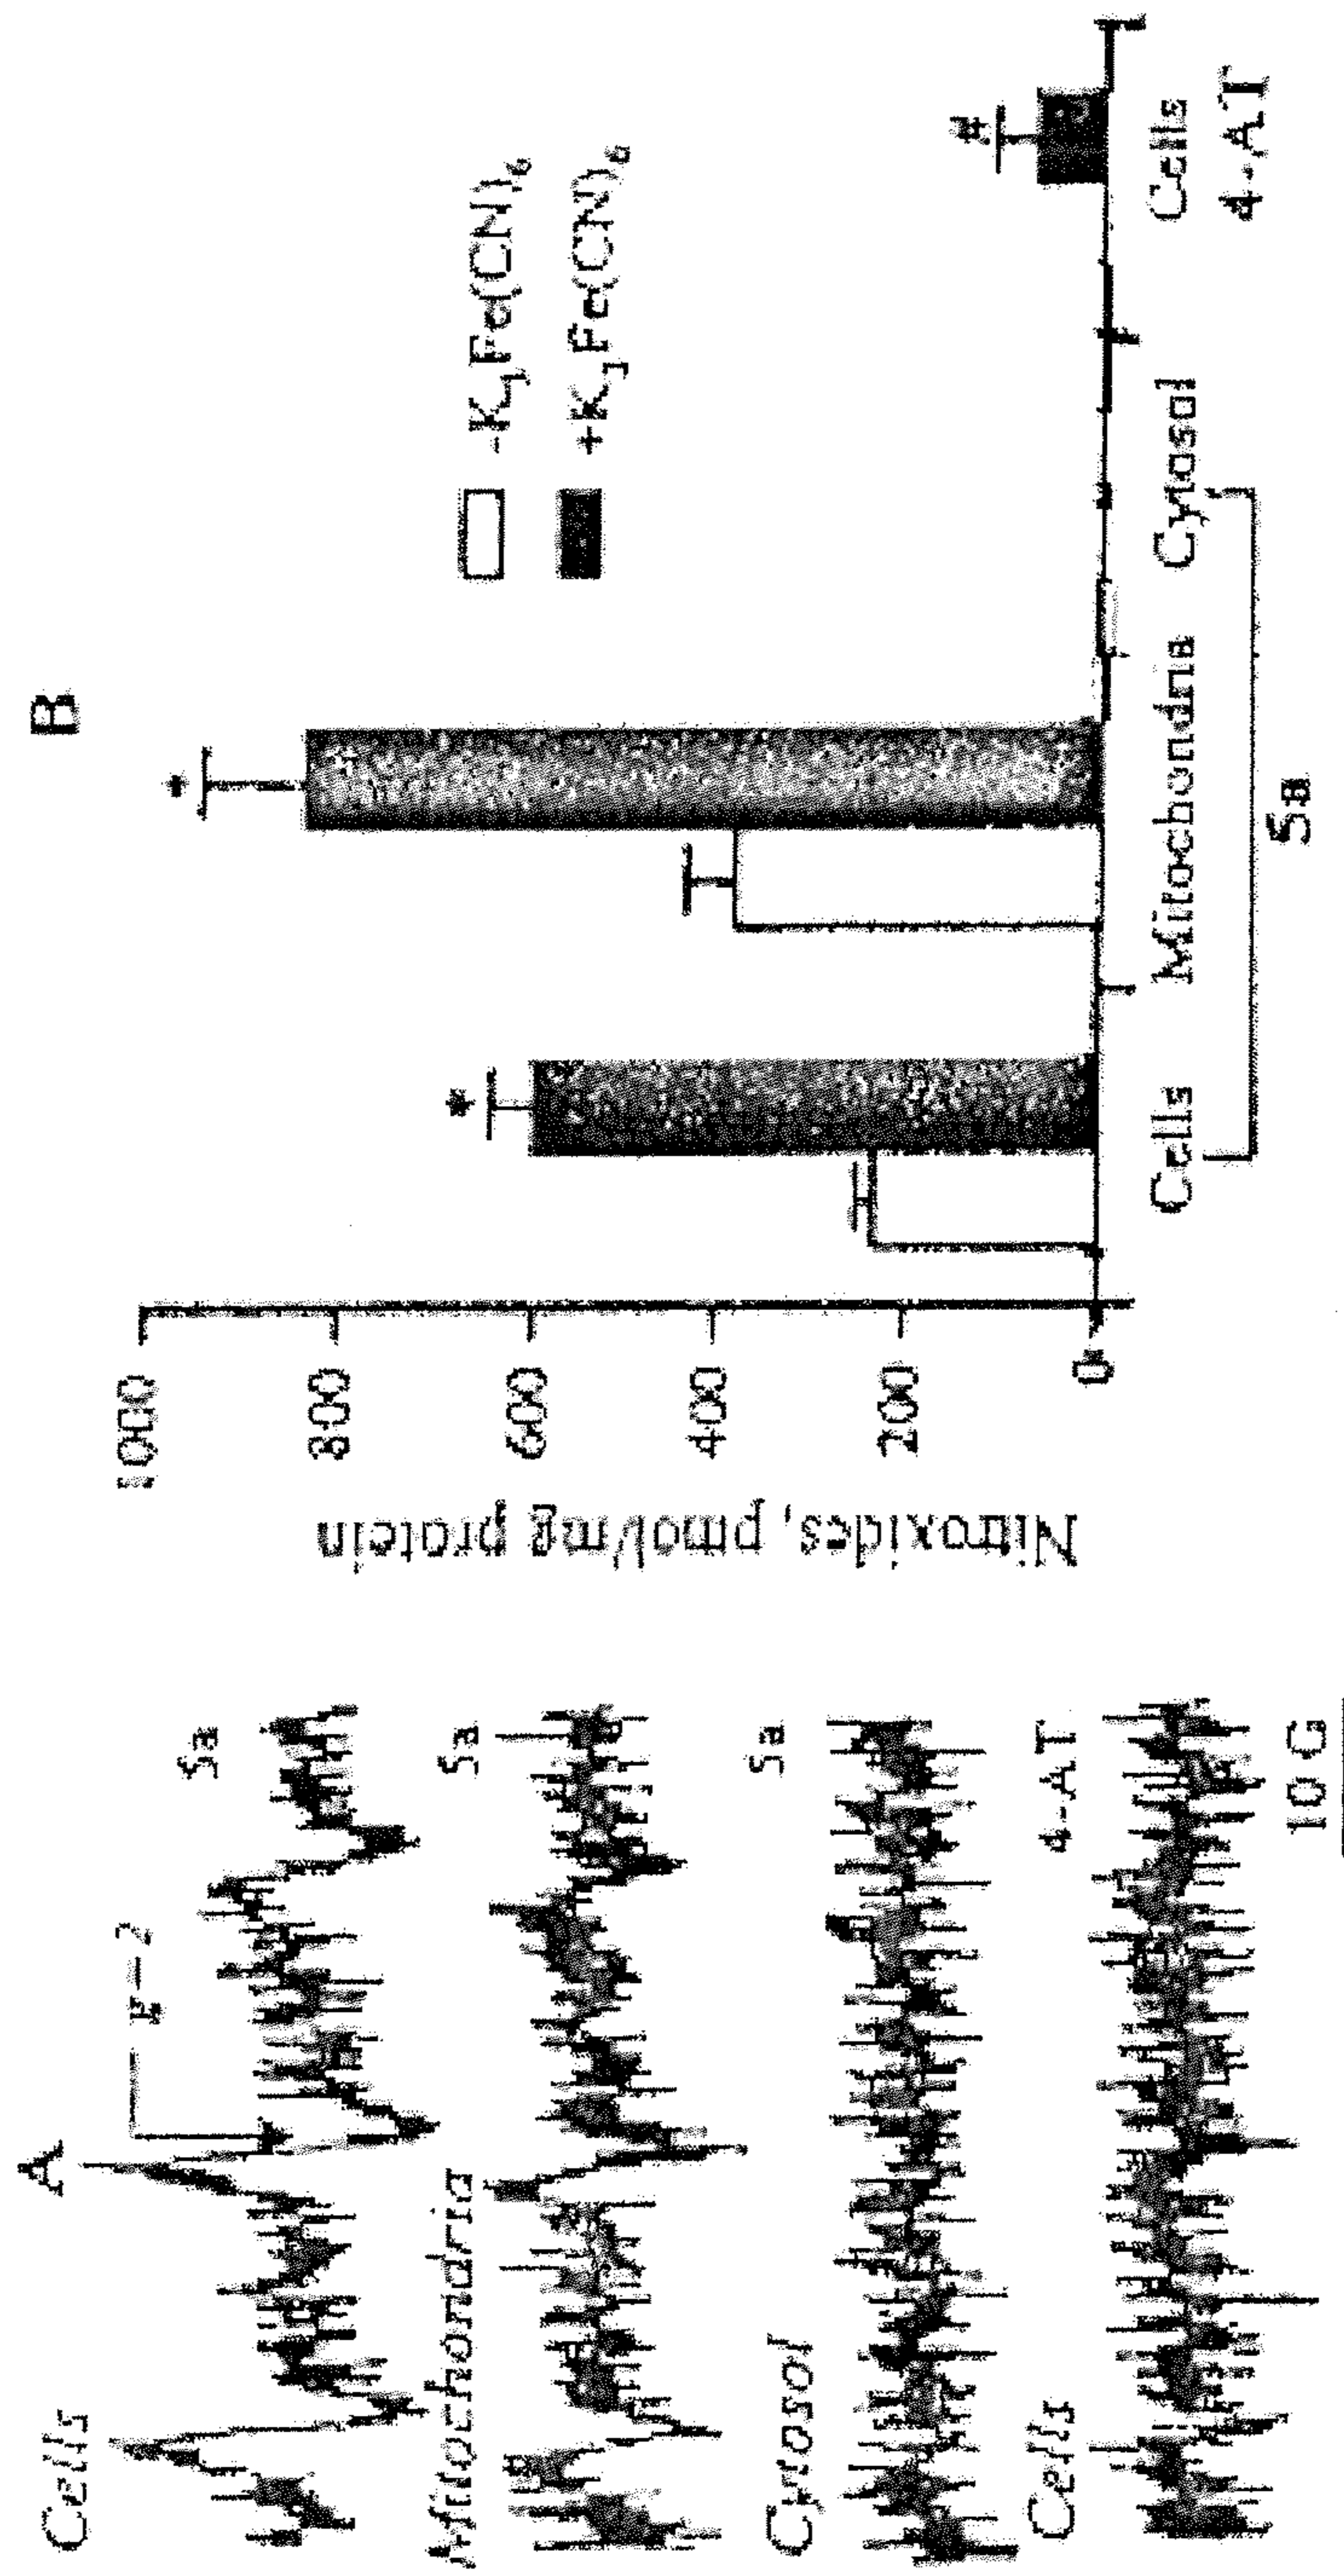 A
Cells
5a
F-2
Mitochondria
5a
Cytosol
5a
Cells
4-AT
10 G
B
Nitroxides, pmol/mg protein
1000
800
600
400
200
0
-K3Fe(CN)6
+K3Fe(CN)6
*
*
#
Cells Mitochondria Cytosol Cells
5a 4-AT